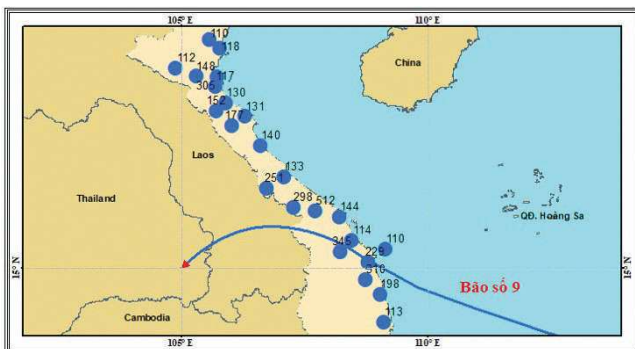 105° E
110° E
110
118
China
112
148
117
305
130
152
131
177
140
Laos
133
251
Thailand
298
512
144
QĐ. Hoàng Sa
114
110
345
229
15° N
15° N
310
Bão số 9
198
Cambodia
113
105° E
110° E